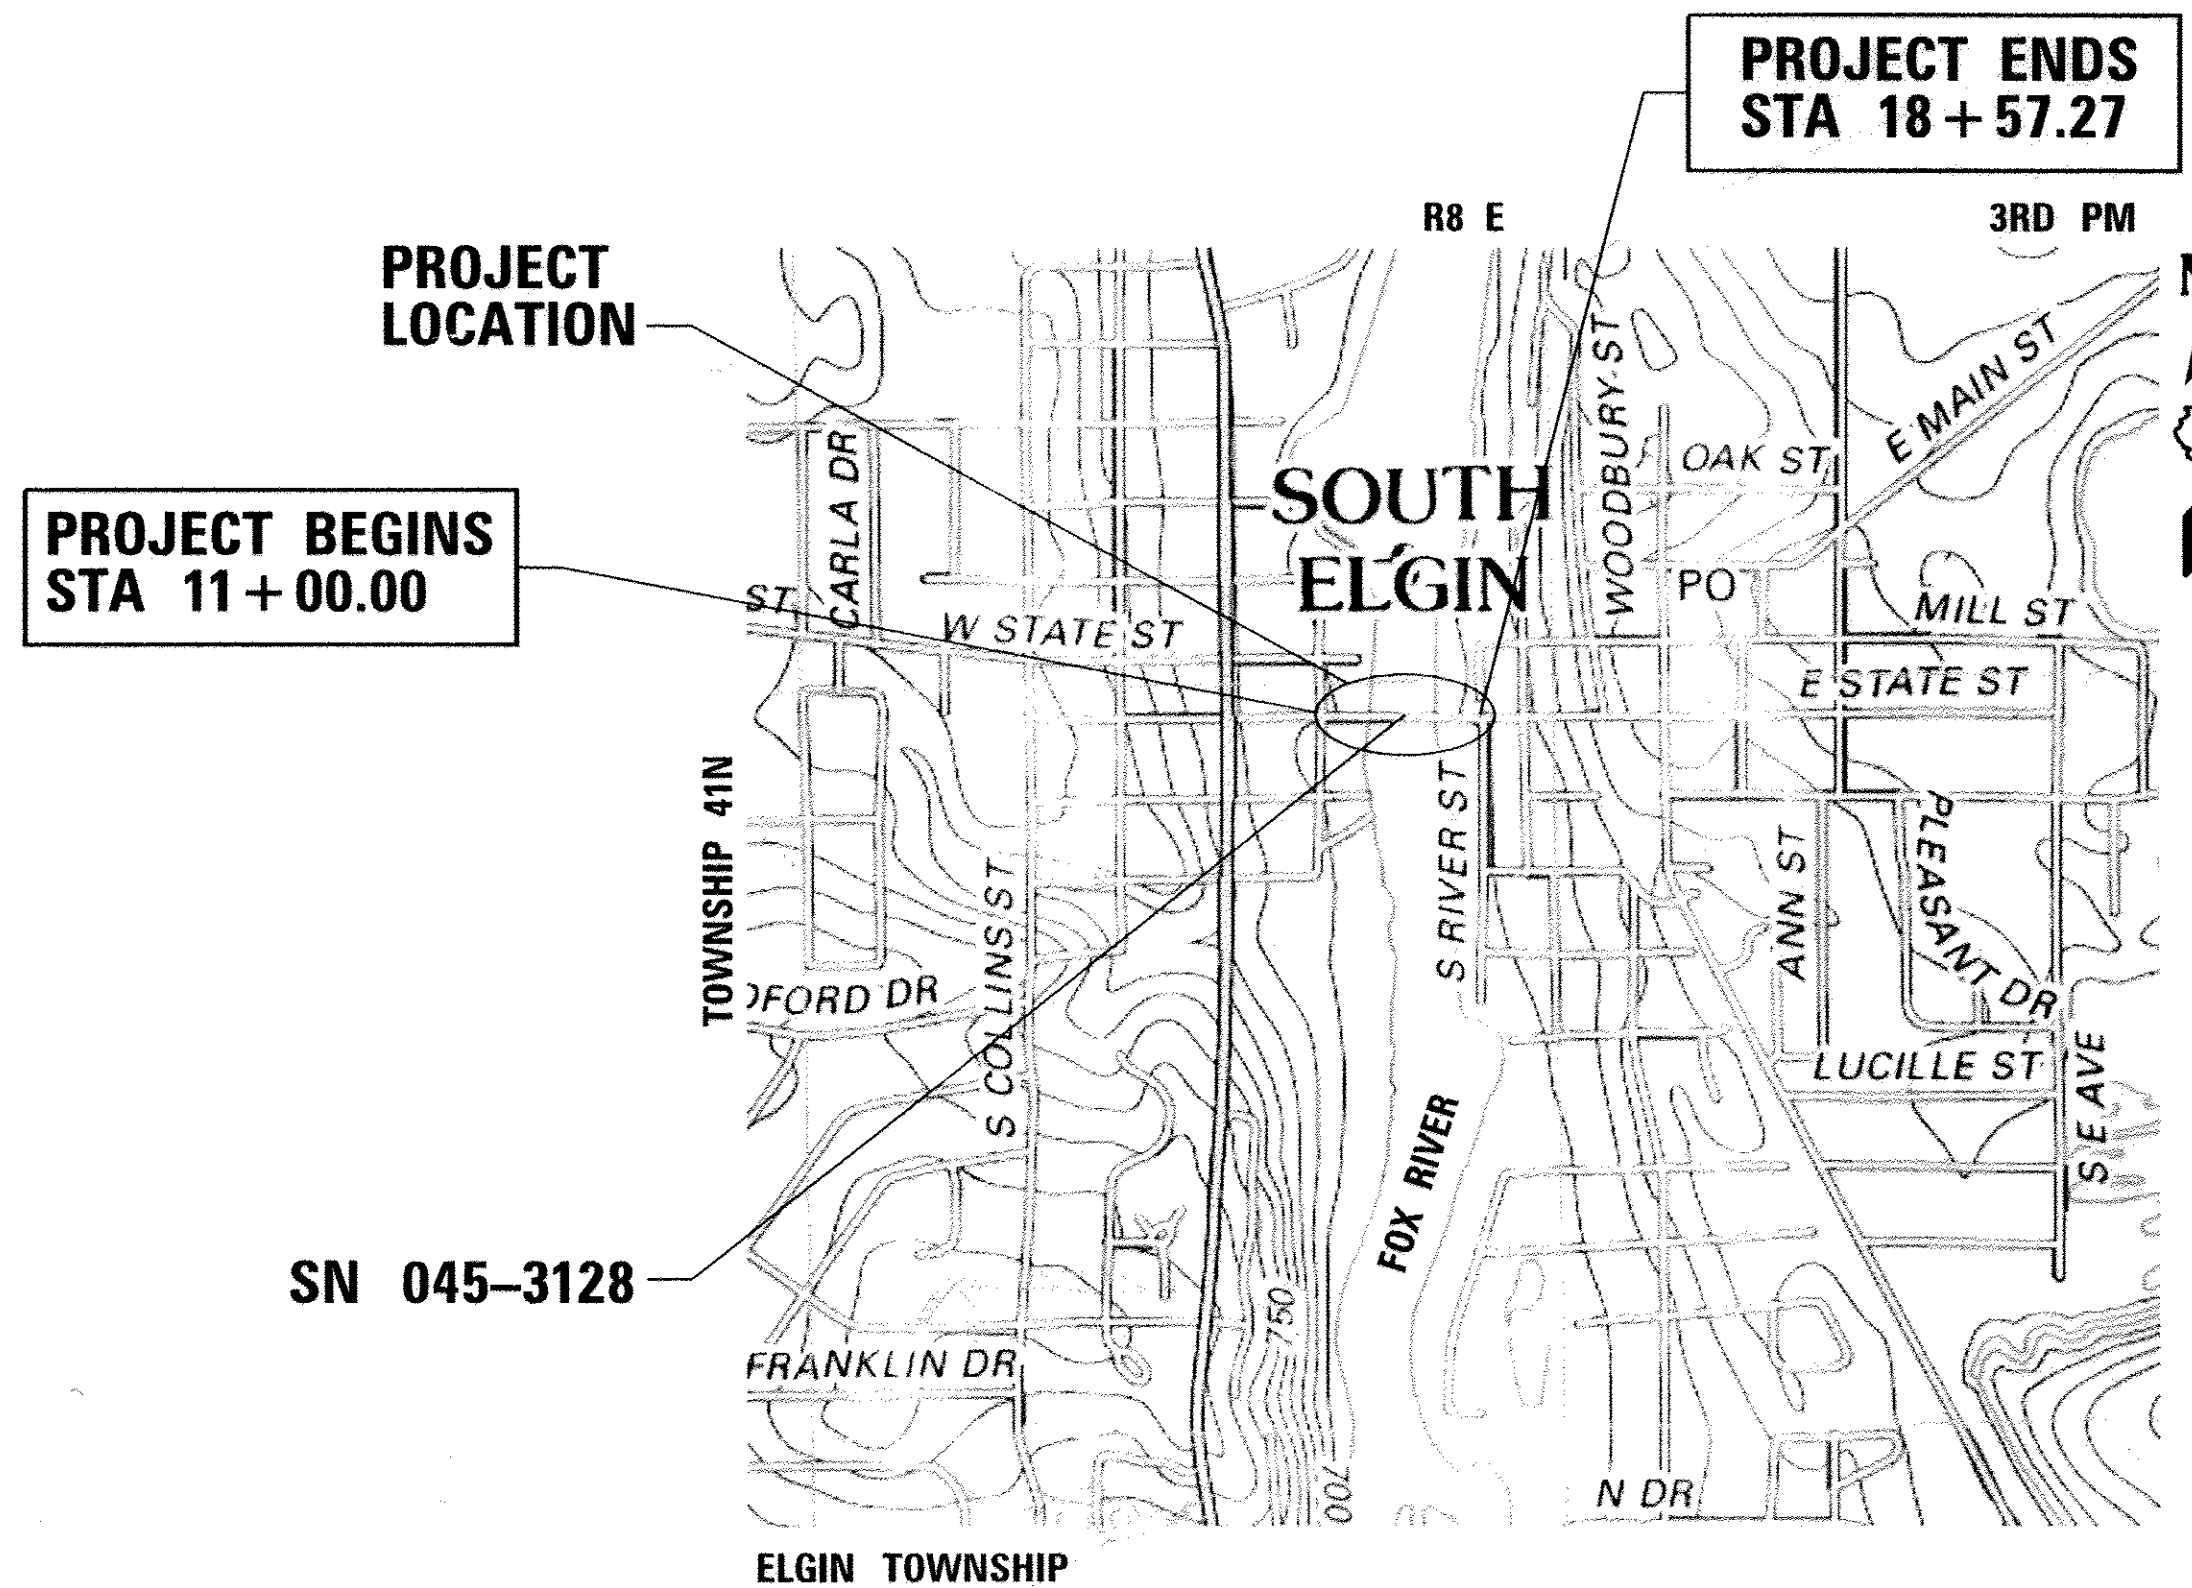 PROJECT ENDS
STA 18+57.27
R8 E
3RD PM
PROJECT
LOCATION
PROJECT BEGINS
STA 11+00.00
SOUTH
ELGIN
WOODBURY ST
OAK ST
E MAIN ST
CARLA DR
ST
W STATE ST
PO
MILL ST
E STATE ST
TOWNSHIP 41N
S COLLINS ST
S RIVER ST
ANN ST
PLEASANT DR
DFORD DR
LUCILLE ST
S E AVE
FOX RIVER
SN 045-3128
750
FRANKLIN DR
700
N DR
ELGIN TOWNSHIP